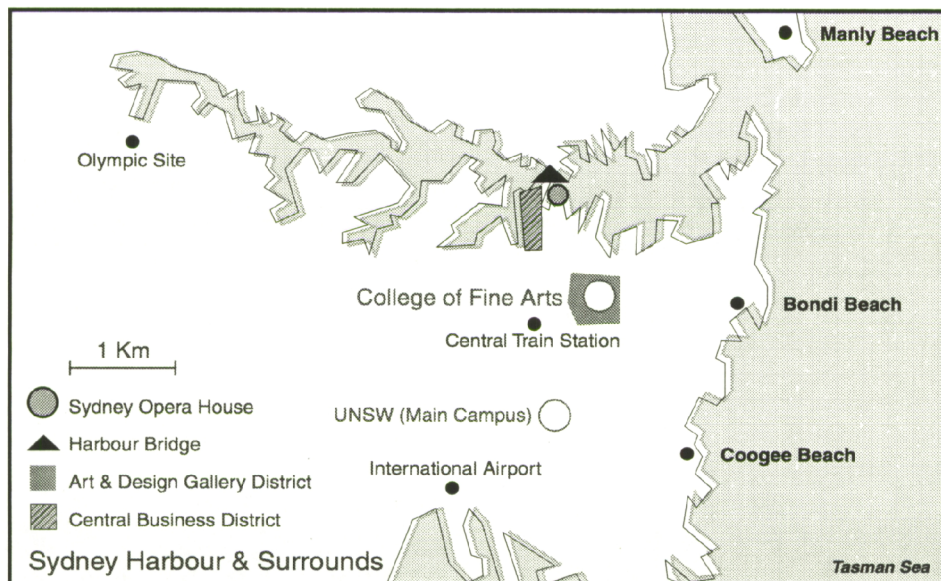 Manly Beach
Olympic Site
College of Fine Arts
Bondi Beach
Central Train Station
1 Km
Sydney Opera House
UNSW (Main Campus)
Harbour Bridge
Coogee Beach
International Airport
Art & Design Gallery District
Central Business District
Sydney Harbour & Surrounds
Tasman Sea